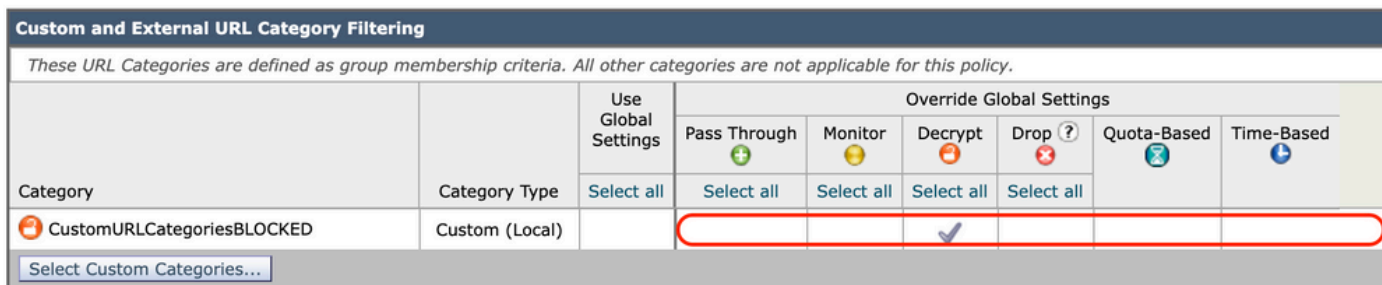 Custom and External URL Category Filtering
These URL Categories are defined as group membership criteria. All other categories are not applicable for this policy.
Use Global Settings
Override Global Settings
Pass Through
Monitor
Decrypt
Drop ?
Quota-Based
Time-Based
Category
Category Type
Select all
Select all
Select all
Select all
Select all
CustomURLCategoriesBLOCKED
Custom (Local)
Select Custom Categories...